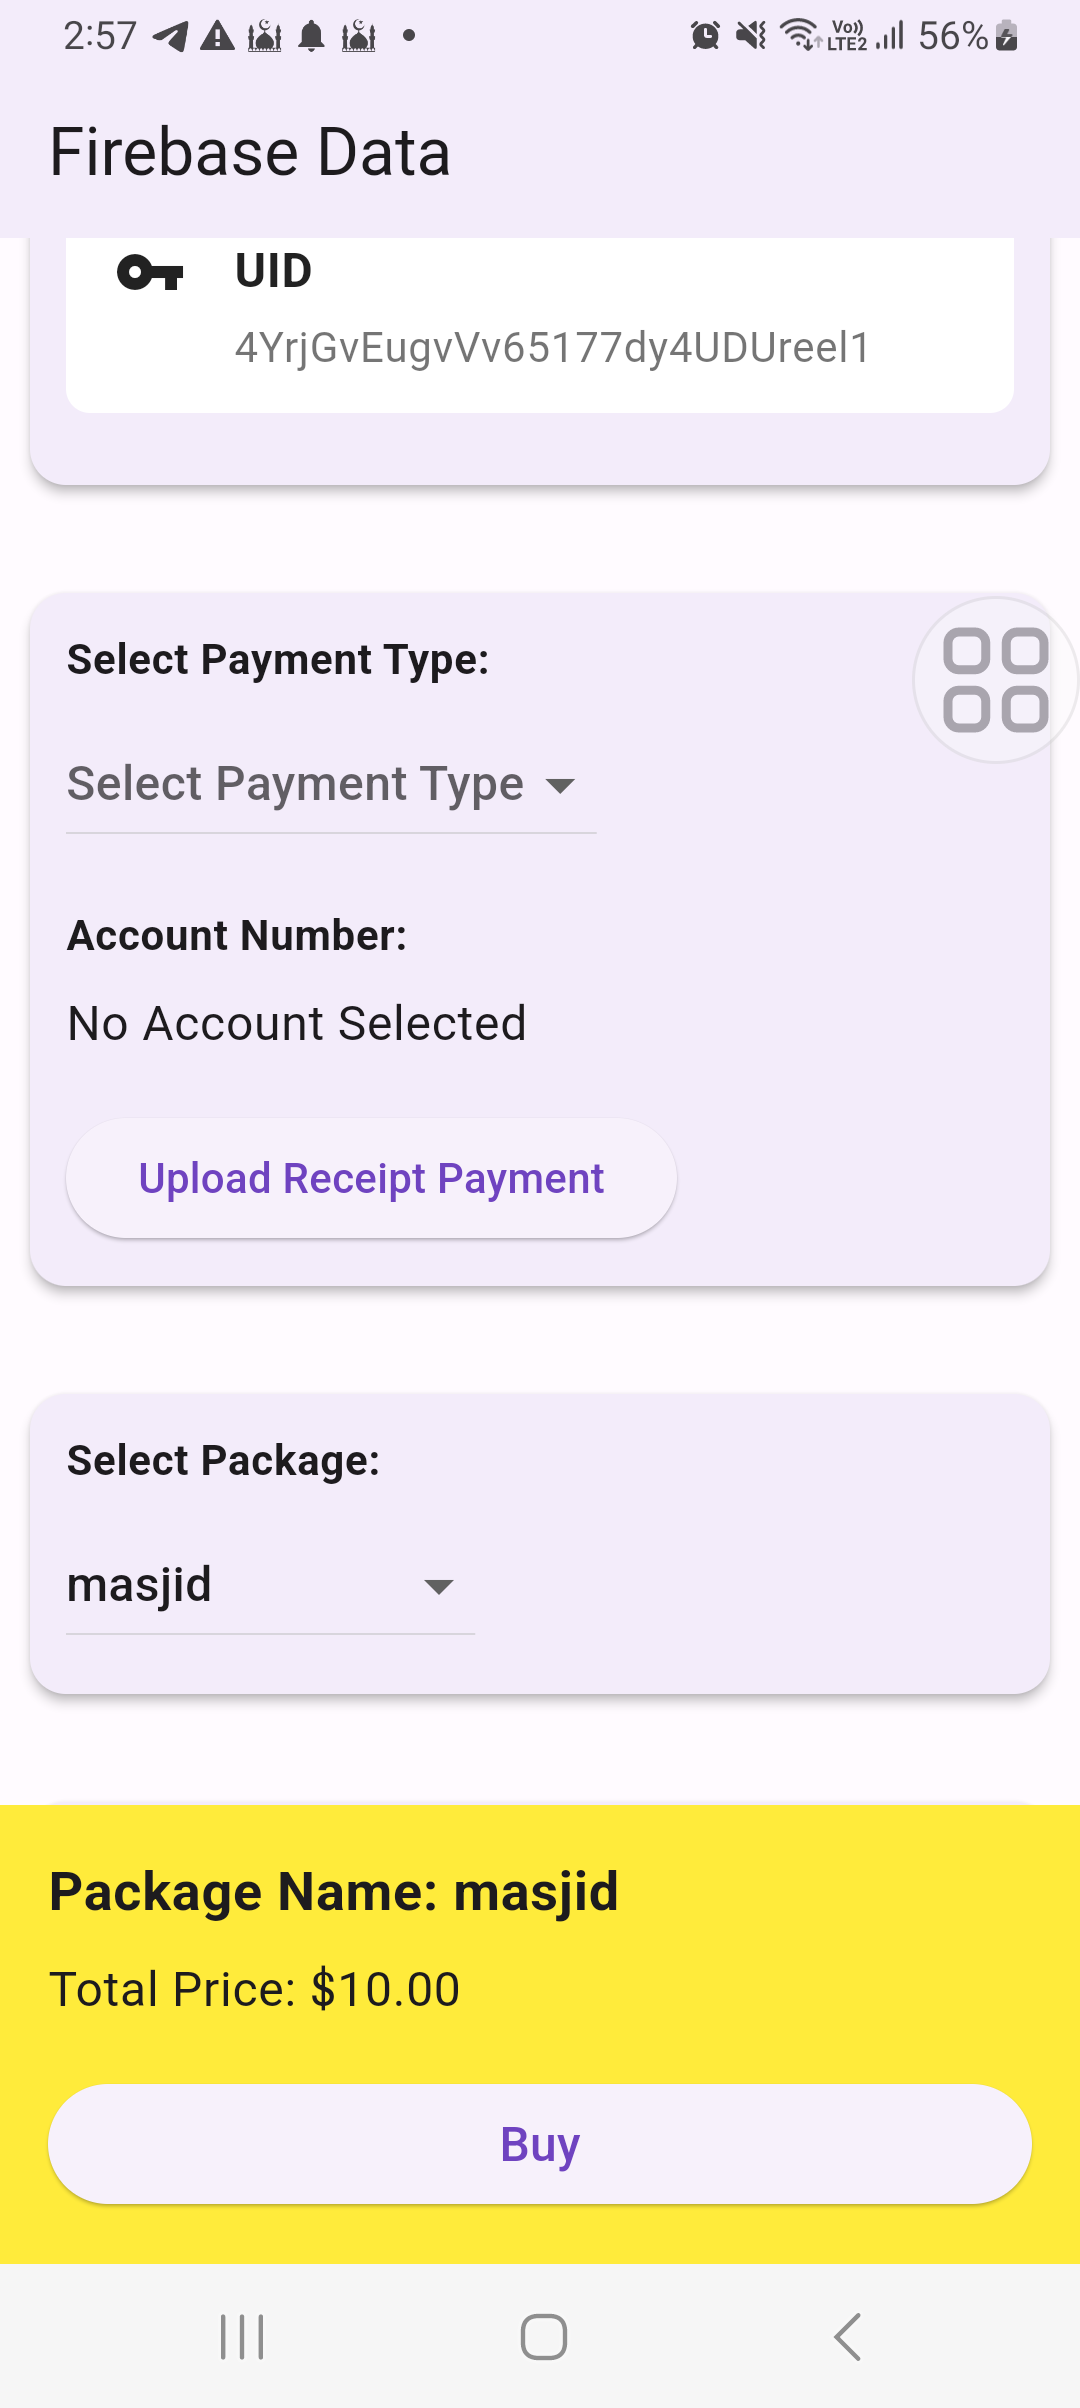 2:57
Vo)) LTE2 56%
Firebase Data
UID
4YrjGvEugvVv65177dy4UDUreel1
Select Payment Type:
Select Payment Type
Account Number:
No Account Selected
Upload Receipt Payment
Select Package:
masjid
Package Name: masjid
Total Price: $10.00
Buy